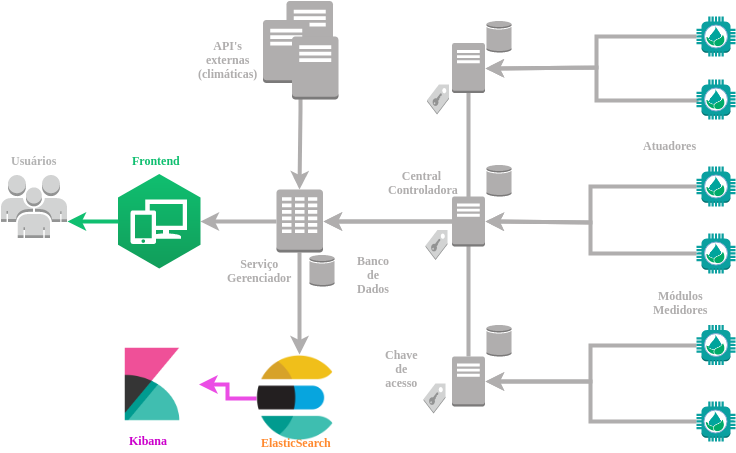 API's
externas
(climáticas)
Usuários
Frontend
Atuadores
Central
Controladora
Serviço
Gerenciador
Banco
de
Dados
Módulos
Medidores
Chave
de
acesso
Kibana
ElasticSearch